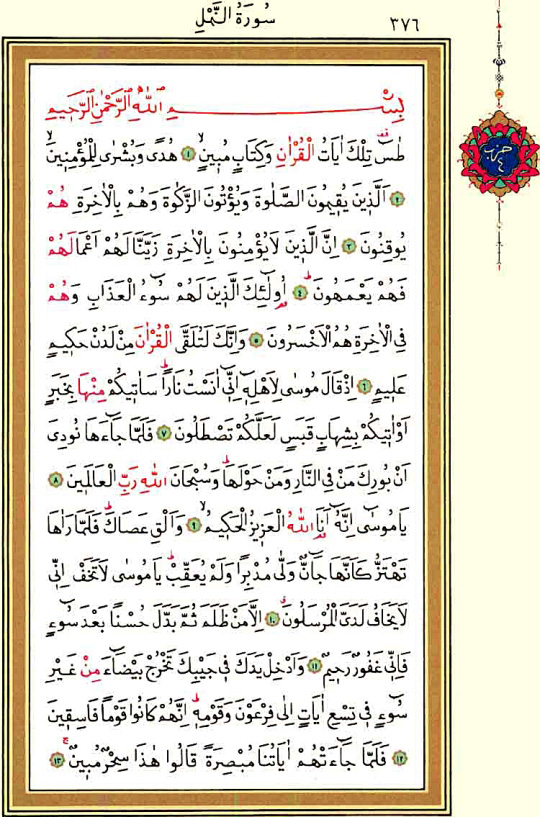 سُورَةُ النَّمْلِ
٣٧٦
بِسْمِ اللّٰهِ الرَّحْمٰنِ الرَّحٖيمِ
حزب ٤
طٰسٓ تِلْكَ اٰيَاتُ الْقُرْاٰنِ وَكِتَابٍ مُبٖينٍۙ ١ هُدًى وَبُشْرٰى لِلْمُؤْمِنٖينَۙ
٢ اَلَّذٖينَ يُقٖيمُونَ الصَّلٰوةَ وَيُؤْتُونَ الزَّكٰوةَ وَهُمْ بِالْاٰخِرَةِ هُمْ
يُوقِنُونَ ٣ اِنَّ الَّذٖينَ لَا يُؤْمِنُونَ بِالْاٰخِرَةِ زَيَّنَّا لَهُمْ اَعْمَالَهُمْ
فَهُمْ يَعْمَهُونَۜ ٤ اُو۬لٰٓئِكَ الَّذٖينَ لَهُمْ سُٓوءُ الْعَذَابِ وَهُمْ
فِي الْاٰخِرَةِ هُمُ الْاَخْسَرُونَ ٥ وَاِنَّكَ لَتُلَقَّى الْقُرْاٰنَ مِنْ لَدُنْ حَكٖيمٍ
عَلٖيمٍ ٦ اِذْ قَالَ مُوسٰى لِاَهْلِهٖٓ اِنّٖٓي اٰنَسْتُ نَارًاۜ سَاٰتٖيكُمْ مِنْهَا بِخَبَرٍ
اَوْ اٰتٖيكُمْ بِشِهَابٍ قَبَسٍ لَعَلَّكُمْ تَصْطَلُونَ ٧ فَلَمَّا جَٓاءَهَا نُودِيَ
اَنْ بُورِكَ مَنْ فِي النَّارِ وَمَنْ حَوْلَهَاۜ وَسُبْحَانَ اللّٰهِ رَبِّ الْعَالَمٖينَ ٨
يَا مُوسٰٓى اِنَّهُٓ اَنَا۬ اللّٰهُ الْعَزٖيزُ الْحَكٖيمُۙ ٩ وَاَلْقِ عَصَاكَۜ فَلَمَّا رَاٰهَا
تَهْتَزُّ كَاَنَّهَا جَٓانٌّ وَلّٰى مُدْبِرًا وَلَمْ يُعَقِّبْۜ يَا مُوسٰى لَا تَخَفْ اِنّٖي
لَا يَخَافُ لَدَيَّ الْمُرْسَلُونَۗ ١٠ اِلَّا مَنْ ظَلَمَ ثُمَّ بَدَّلَ حُسْنًا بَعْدَ سُٓوءٍ
فَاِنّٖي غَفُورٌ رَحٖيمٌ ١١ وَاَدْخِلْ يَدَكَ فٖي جَيْبِكَ تَخْرُجْ بَيْضَٓاءَ مِنْ غَيْرِ
سُٓوءٍ فٖي تِسْعِ اٰيَاتٍ اِلٰى فِرْعَوْنَ وَقَوْمِهٖۜ اِنَّهُمْ كَانُوا قَوْمًا فَاسِقٖينَ
١٢ فَلَمَّا جَٓاءَتْهُمْ اٰيَاتُنَا مُبْصِرَةً قَالُوا هٰذَا سِحْرٌ مُبٖينٌۚ ١٣